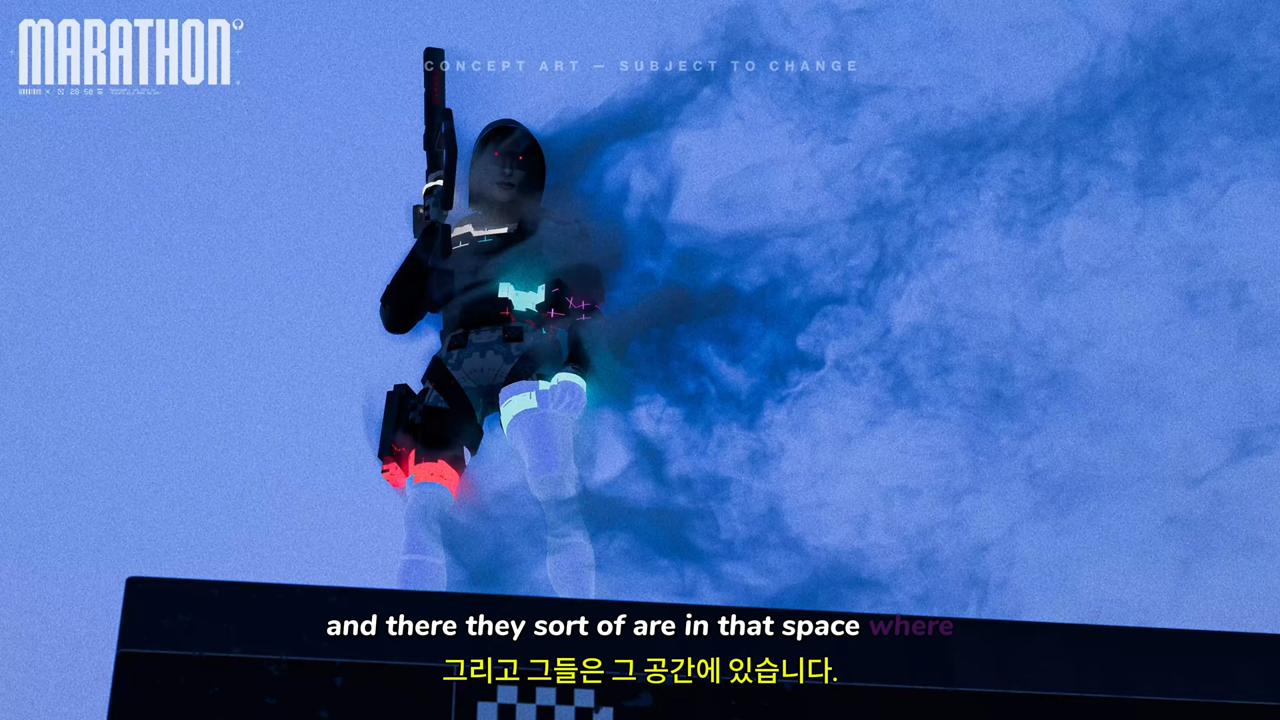 MARATHON
CONCEPT ART — SUBJECT TO CHANGE
and there they sort of are in that space where
그리고 그들은 그 공간에 있습니다.